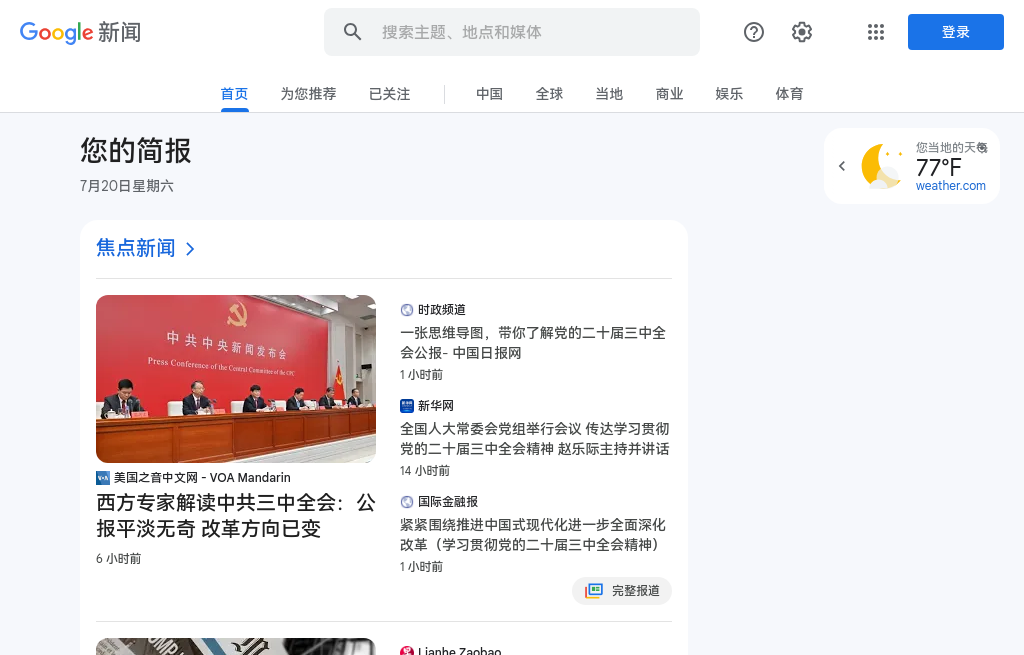 Google 新闻
搜索主题、地点和媒体
登录
首页
为您推荐
已关注
中国
全球
当地
商业
娱乐
体育
您的简报
7月20日星期六
您当地的天气
77°F
weather.com
焦点新闻
中共中央新闻发布会
Press Conference of the Central Committee of the CPC
美国之音中文网 - VOA Mandarin
西方专家解读中共三中全会：公
报平淡无奇 改革方向已变
6 小时前
时政频道
一张思维导图，带你了解党的二十届三中全
会公报- 中国日报网
1 小时前
新华网
全国人大常委会党组举行会议 传达学习贯彻
党的二十届三中全会精神 赵乐际主持并讲话
14 小时前
国际金融报
紧紧围绕推进中国式现代化进一步全面深化
改革（学习贯彻党的二十届三中全会精神）
1 小时前
完整报道
Lianhe Zaobao